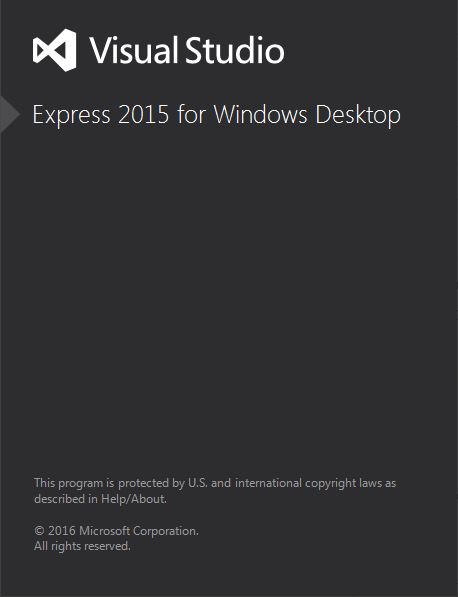 Visual Studio
Express 2015 for Windows Desktop
This program is protected by U.S. and international copyright laws as
described in Help/About.
© 2016 Microsoft Corporation.
All rights reserved.